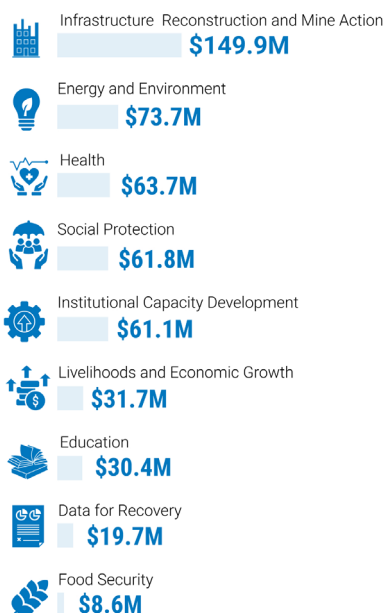 Infrastructure Reconstruction and Mine Action
$149.9M
Energy and Environment
$73.7M
Health
$63.7M
Social Protection
$61.8M
Institutional Capacity Development
$61.1M
Livelihoods and Economic Growth
$31.7M
Education
$30.4M
Data for Recovery
$19.7M
Food Security
$8.6M